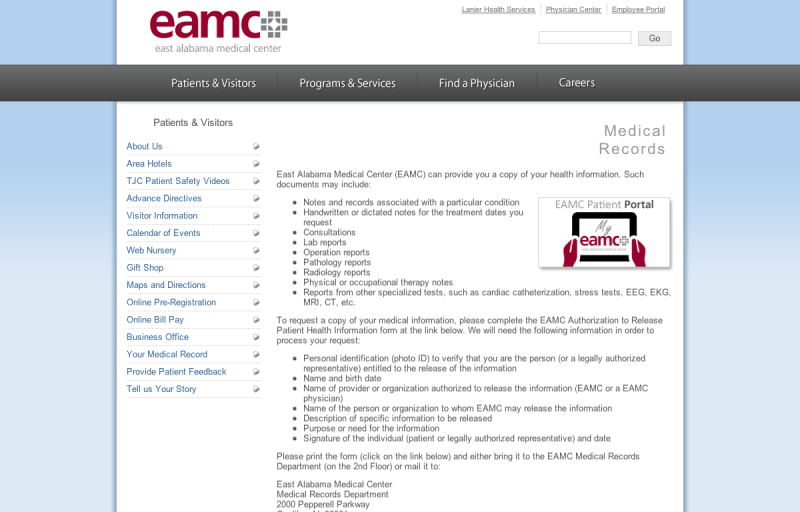 Lanier Health Services
Physician Center
Employee Portal
eamc
east alabama medical center
Go
Patients & Visitors
Programs & Services
Find a Physician
Careers
Patients & Visitors
About Us
Area Hotels
TJC Patient Safety Videos
Advance Directives
Visitor Information
Calendar of Events
Web Nursery
Gift Shop
Maps and Directions
Online Pre-Registration
Online Bill Pay
Business Office
Your Medical Record
Provide Patient Feedback
Tell us Your Story
Medical
Records
East Alabama Medical Center (EAMC) can provide you a copy of your health information. Such
documents may include:
Notes and records associated with a particular condition
Handwritten or dictated notes for the treatment dates you
request
Consultations
Lab reports
Operation reports
Pathology reports
Radiology reports
Physical or occupational therapy notes
Reports from other specialized tests, such as cardiac catheterization, stress tests, EEG, EKG,
MRI, CT, etc.
EAMC Patient Portal
My
eamc
To request a copy of your medical information, please complete the EAMC Authorization to Release
Patient Health Information form at the link below. We will need the following information in order to
process your request:
Personal identification (photo ID) to verify that you are the person (or a legally authorized
representative) entitled to the release of the information
Name and birth date
Name of provider or organization authorized to release the information (EAMC or a EAMC
physician)
Name of the person or organization to whom EAMC may release the information
Description of specific information to be released
Purpose or need for the information
Signature of the individual (patient or legally authorized representative) and date
Please print the form (click on the link below) and either bring it to the EAMC Medical Records
Department (on the 2nd Floor) or mail it to:
East Alabama Medical Center
Medical Records Department
2000 Pepperell Parkway